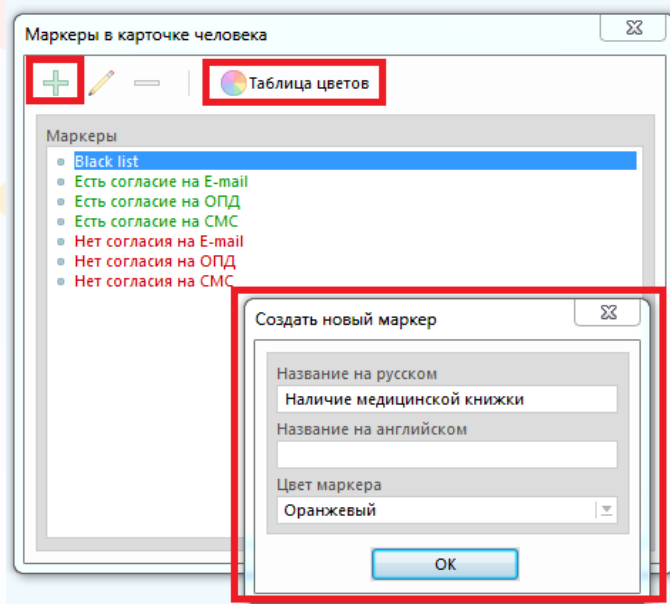 Маркеры в карточке человека
Таблица цветов
Маркеры
Black list
Есть согласие на E-mail
Есть согласие на ОПД
Есть согласие на СМС
Нет согласия на E-mail
Нет согласия на ОПД
Нет согласия на СМС
Создать новый маркер
Название на русском
Наличие медицинской книжки
Название на английском
Цвет маркера
Оранжевый
ОК